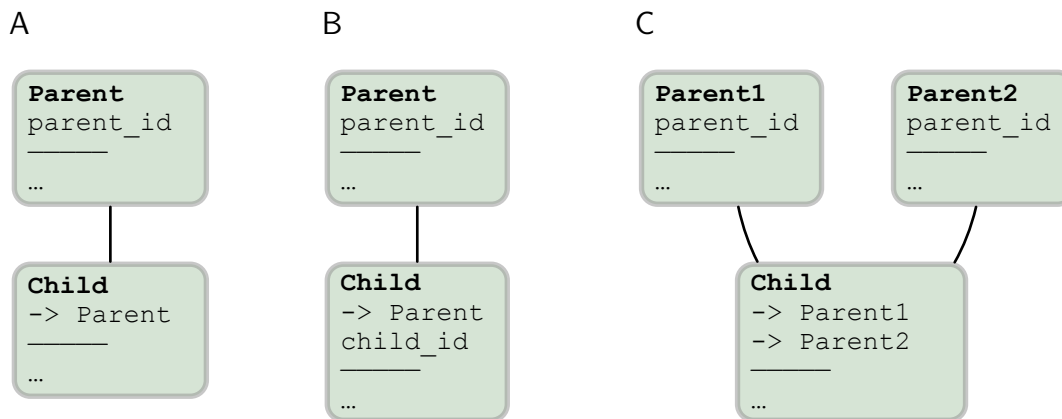 A
Parent
parent_id
…
Child
-> Parent
…
B
Parent
parent_id
…
Child
-> Parent
child_id
…
C
Parent1
parent_id
…
Parent2
parent_id
…
Child
-> Parent1
-> Parent2
…